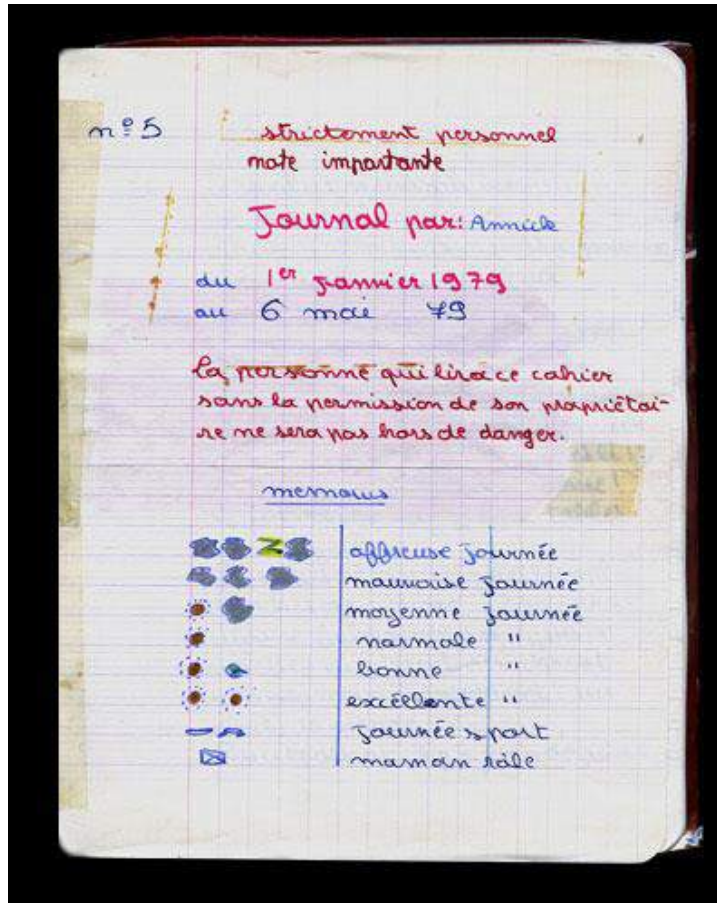 nº 5
strictement personnel
note importante
Journal par: Annick
du 1er Janvier 1979
au 6 mai 79
La personne qui lira ce cahier
sans la permission de son propriétai-
re ne sera pas hors de danger.
affreuse journée
mauvaise journée
moyenne journée
normale "
bonne "
excéllente "
Journée sport
maman râle